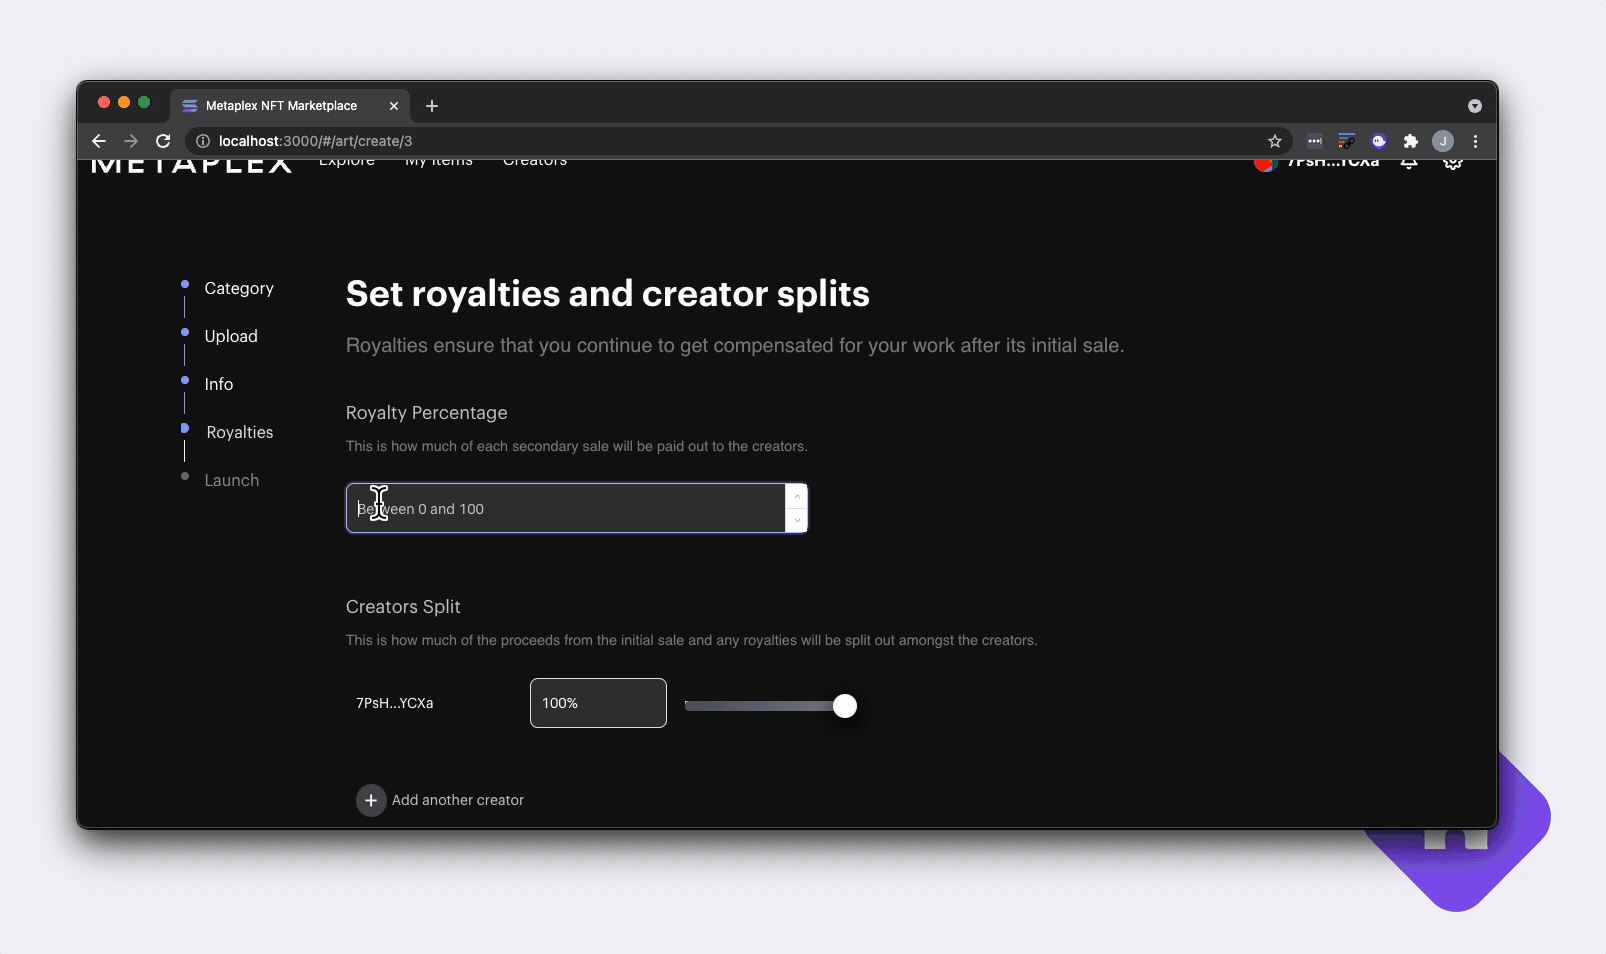 Metaplex NFT Marketplace
localhost:3000/#/art/create/3
J
METAPLEX Explore My Items Creators 7PsH...YCXa
Category
Upload
Info
Royalties
Launch
Set royalties and creator splits
Royalties ensure that you continue to get compensated for your work after its initial sale.
Royalty Percentage
This is how much of each secondary sale will be paid out to the creators.
Between 0 and 100
Creators Split
This is how much of the proceeds from the initial sale and any royalties will be split out amongst the creators.
7PsH...YCXa 100%
Add another creator